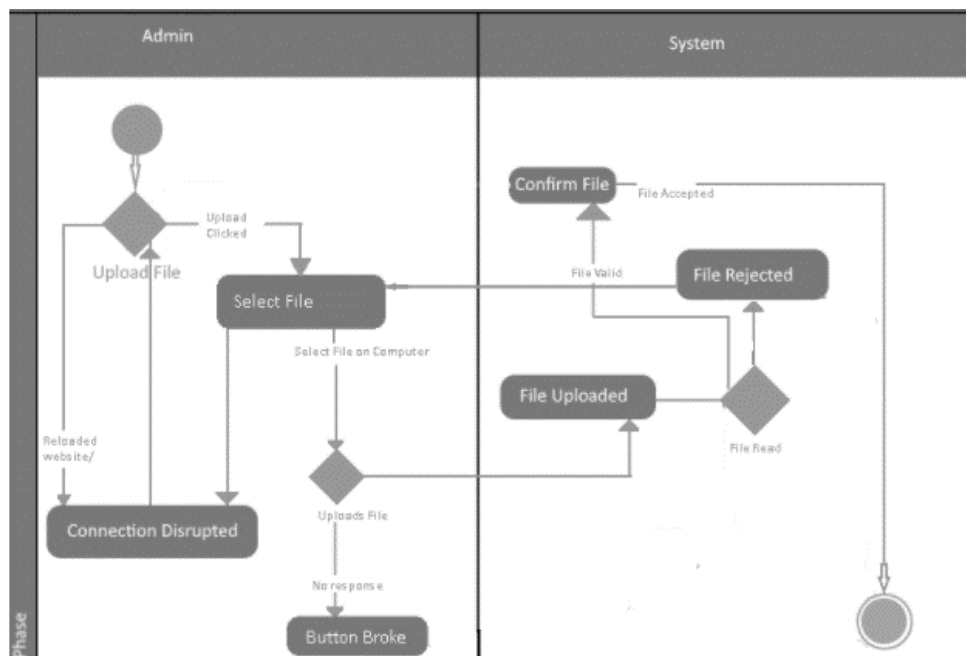 Admin
System
Confirm File
File Accepted
Upload
Clicked
Upload File
File Valid
File Rejected
Select File
Select File on Computer
File Uploaded
Reloaded
website/
File Read
Uploads File
Connection Disrupted
No response
Button Broke
Phase